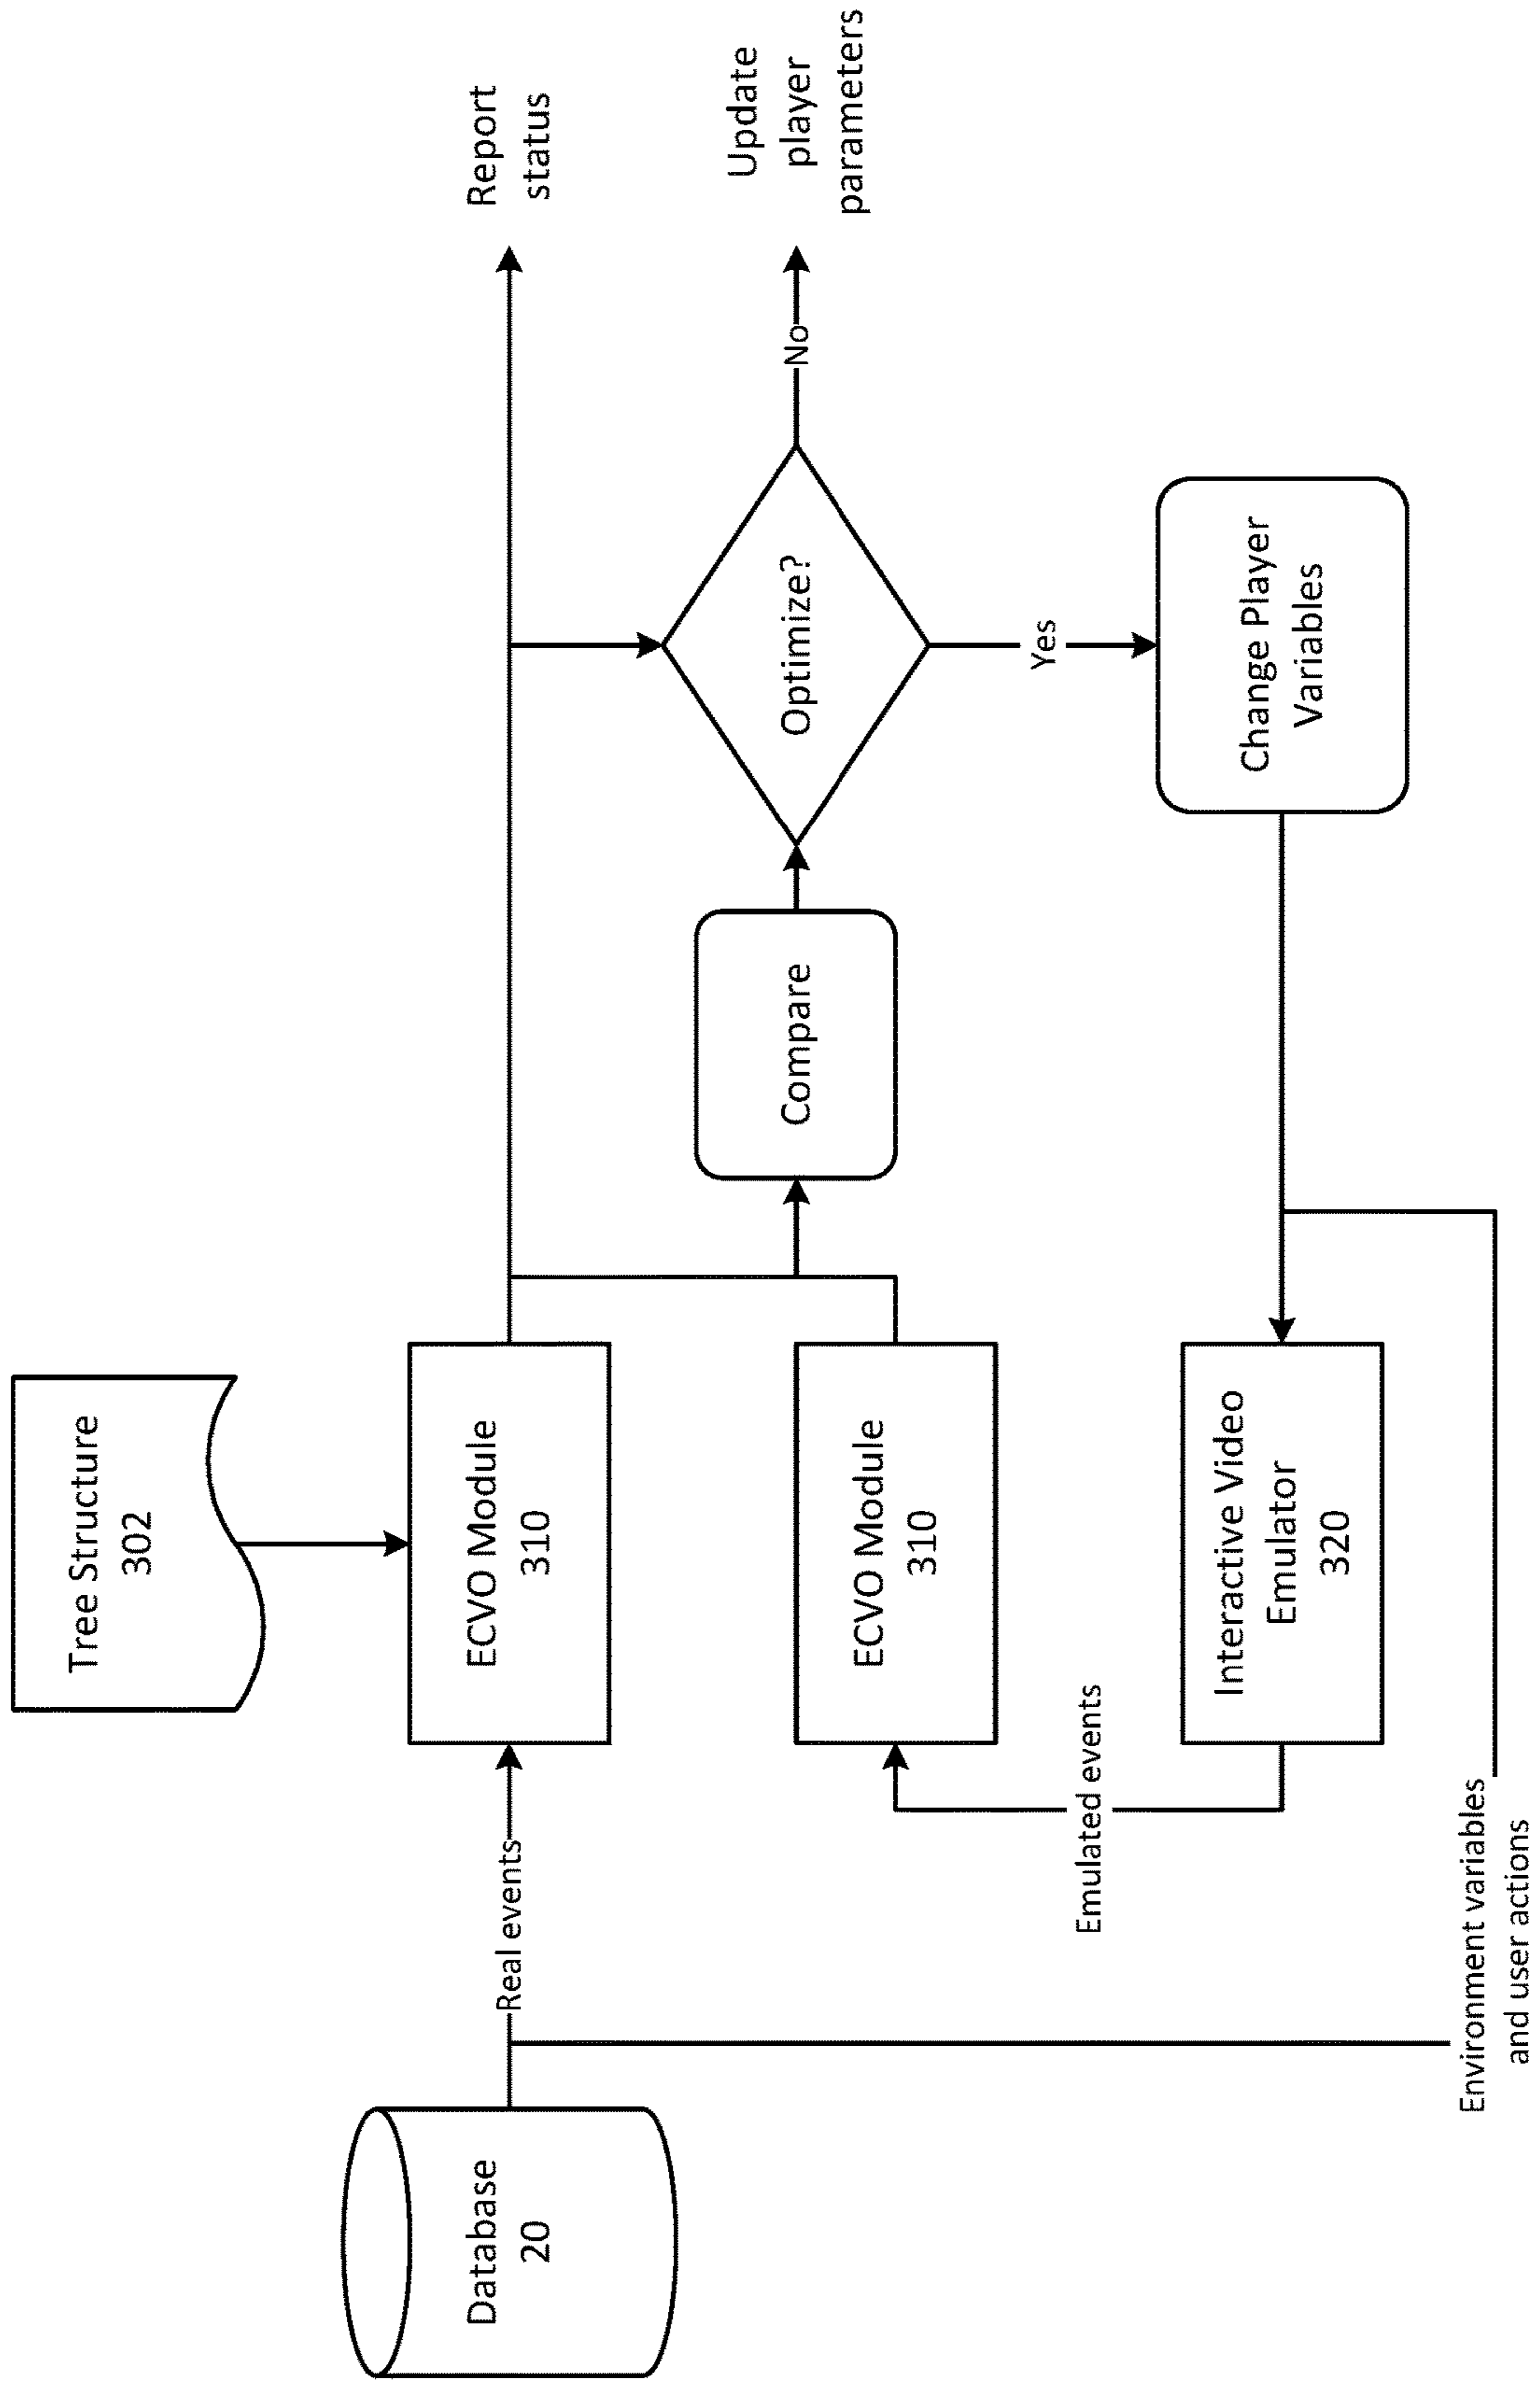 Tree Structure
302
Database
20
Real events
ECVO Module
310
Report
status
ECVO Module
310
Compare
Optimize?
No
Update
player
parameters
Yes
Emulated events
Interactive Video
Emulator
320
Change Player
Variables
Environment variables
and user actions